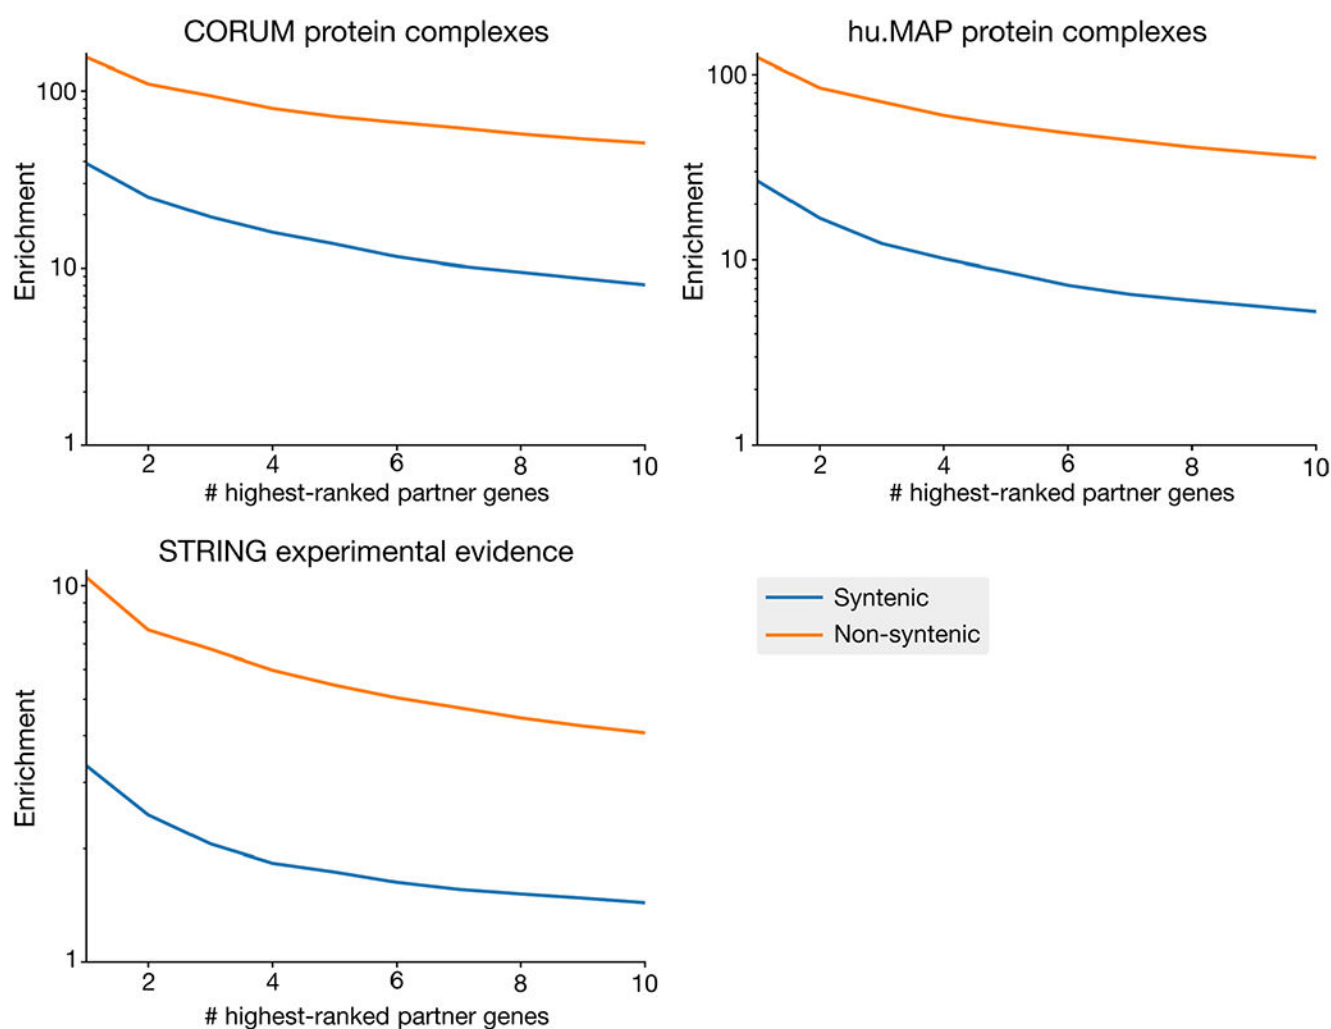 CORUM protein complexes
Enrichment
100
10
1
2 4 6 8 10
# highest-ranked partner genes
hu.MAP protein complexes
Enrichment
100
10
1
2 4 6 8 10
# highest-ranked partner genes
STRING experimental evidence
Enrichment
10
1
2 4 6 8 10
# highest-ranked partner genes
Syntenic
Non-syntenic